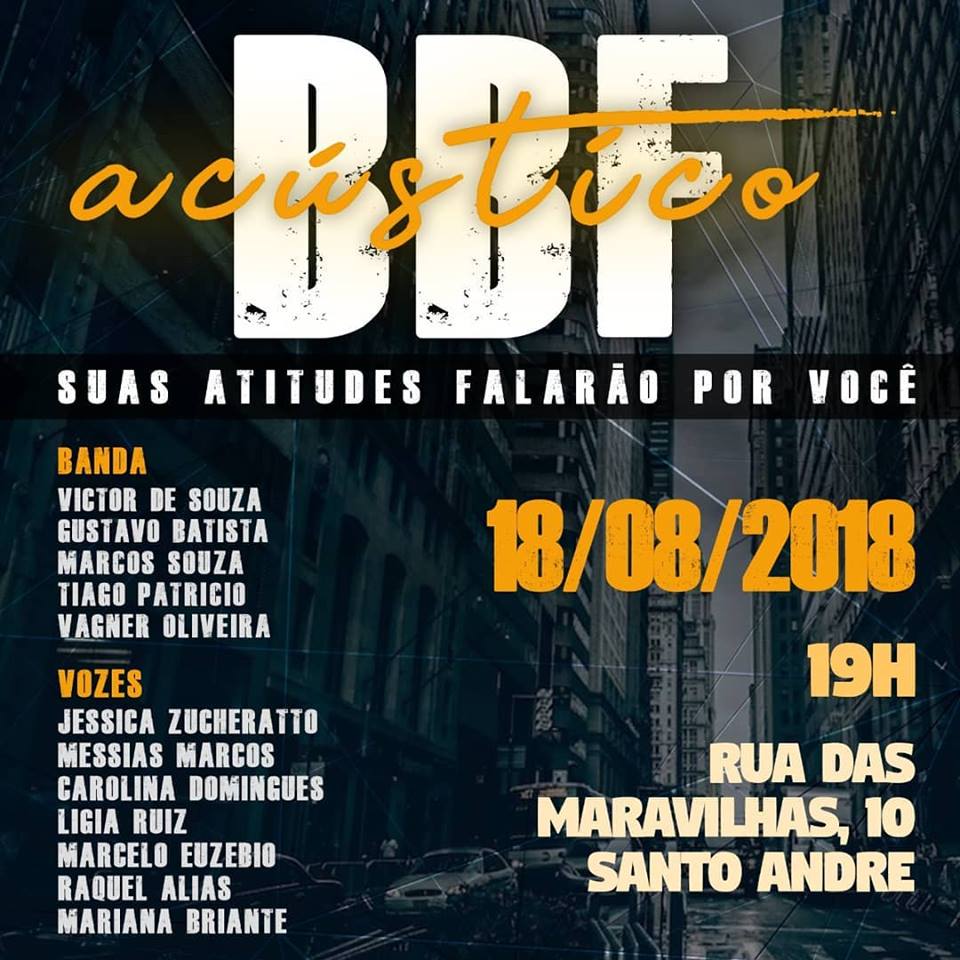 BBF
acústico
SUAS ATITUDES FALARÃO POR VOCÊ
BANDA
VICTOR DE SOUZA
GUSTAVO BATISTA
MARCOS SOUZA
TIAGO PATRICIO
VAGNER OLIVEIRA
VOZES
JESSICA ZUCHERATTO
MESSIAS MARCOS
CAROLINA DOMINGUES
LIGIA RUIZ
MARCELO EUZEBIO
RAQUEL ALIAS
MARIANA BRIANTE
18/08/2018
19H
RUA DAS
MARAVILHAS, 10
SANTO ANDRE